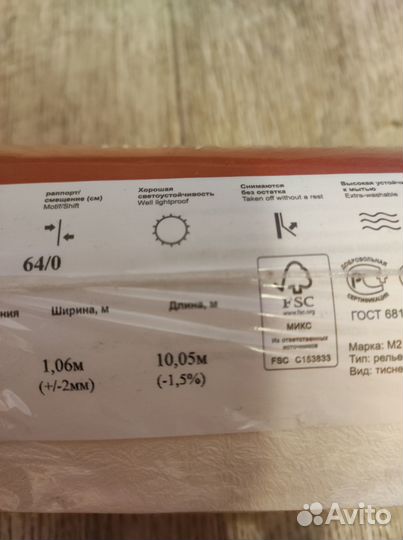 раппорт/
смещение (см)
Motif/Shift
Хорошая
светоустойчивость
Well lightproof
Снимаются
без остатка
Taken off without a rest
Высокая устойч
к мытью
Extra-washable
64/0
ния
Ширина, м
Длина, м
1,06м
(+/-2мм)
10,05м
(-1,5%)
FSC
www.fsc.org
МИКС
Из ответственных
источников
FSC C153833
ДОБРОВОЛЬНАЯ
СЕРТИФИКАЦИЯ
ГОСТ 681
Марка: М2
Тип: релье
Вид: тисне
Avito